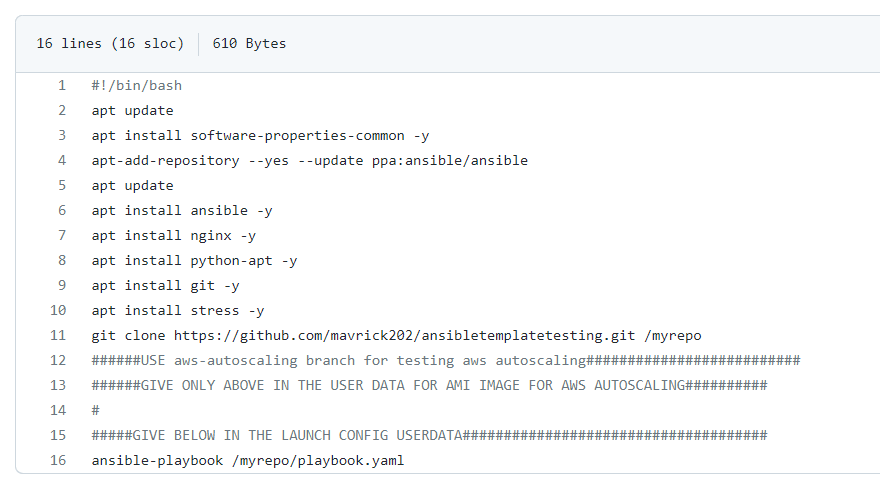 16 lines (16 sloc) 610 Bytes
1 #!/bin/bash
2 apt update
3 apt install software-properties-common -y
4 apt-add-repository --yes --update ppa:ansible/ansible
5 apt update
6 apt install ansible -y
7 apt install nginx -y
8 apt install python-apt -y
9 apt install git -y
10 apt install stress -y
11 git clone https://github.com/mavrick202/ansibletemplatetesting.git /myrepo
12 ######USE aws-autoscaling branch for testing aws autoscaling##########################
13 ######GIVE ONLY ABOVE IN THE USER DATA FOR AMI IMAGE FOR AWS AUTOSCALING##########
14 #
15 #####GIVE BELOW IN THE LAUNCH CONFIG USERDATA#####################################
16 ansible-playbook /myrepo/playbook.yaml